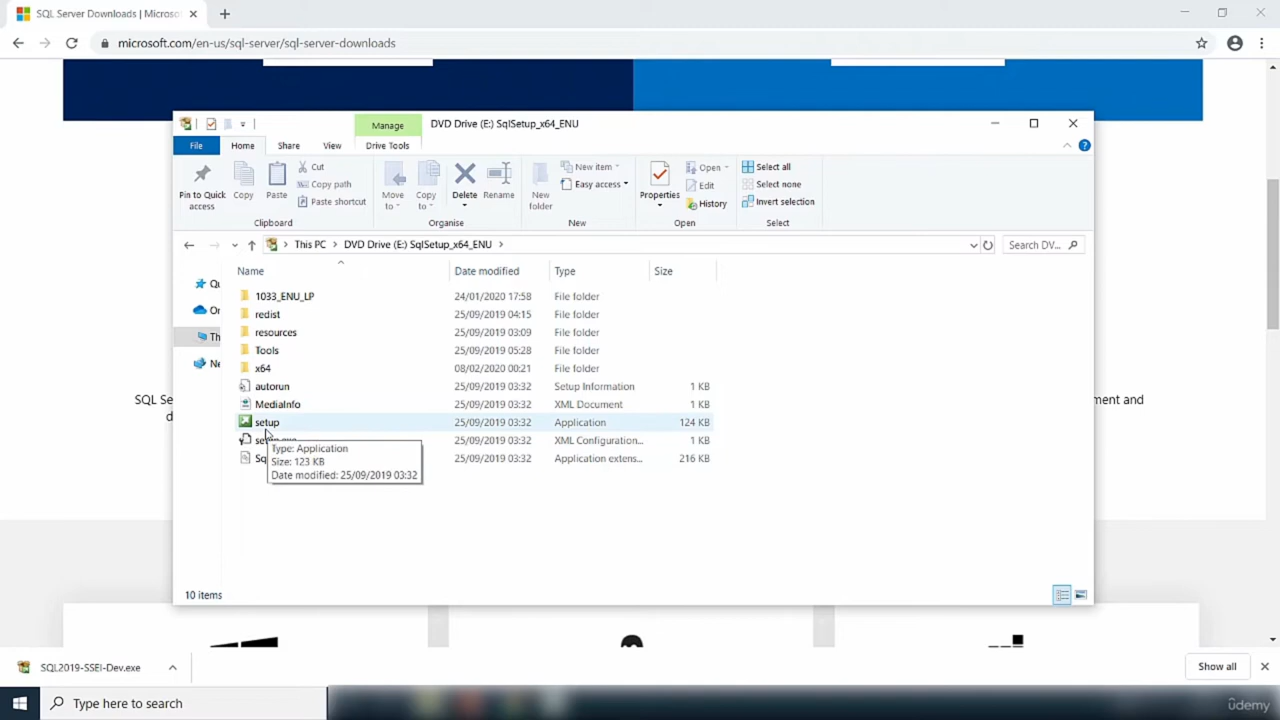 SQL Server Downloads | Microso
microsoft.com/en-us/sql-server/sql-server-downloads
Manage
DVD Drive (E:) SqlSetup_x64_ENU
File
Home
Share
View
Drive Tools
Pin to Quick access
Copy
Paste
Cut
Copy path
Paste shortcut
Move to
Copy to
Delete
Rename
New folder
New item
Easy access
Properties
Open
Edit
History
Select all
Select none
Invert selection
Clipboard
Organise
New
Open
Select
This PC
DVD Drive (E:) SqlSetup_x64_ENU
Search DV...
Name Date modified Type Size
Qu
1033_ENU_LP 24/01/2020 17:58 File folder
On
redist 25/09/2019 04:15 File folder
resources 25/09/2019 03:09 File folder
Th
Tools 25/09/2019 05:28 File folder
Ne
x64 08/02/2020 00:21 File folder
autorun 25/09/2019 03:32 Setup Information 1 KB
MediaInfo 25/09/2019 03:32 XML Document 1 KB
setup 25/09/2019 03:32 Application 124 KB
25/09/2019 03:32 XML Configuration... 1 KB
Sq 25/09/2019 03:32 Application extens... 216 KB
Type: Application
Size: 123 KB
Date modified: 25/09/2019 03:32
SQL Se
d
ment and
10 items
SQL2019-SSEI-Dev.exe
Show all
Type here to search
ûdemy